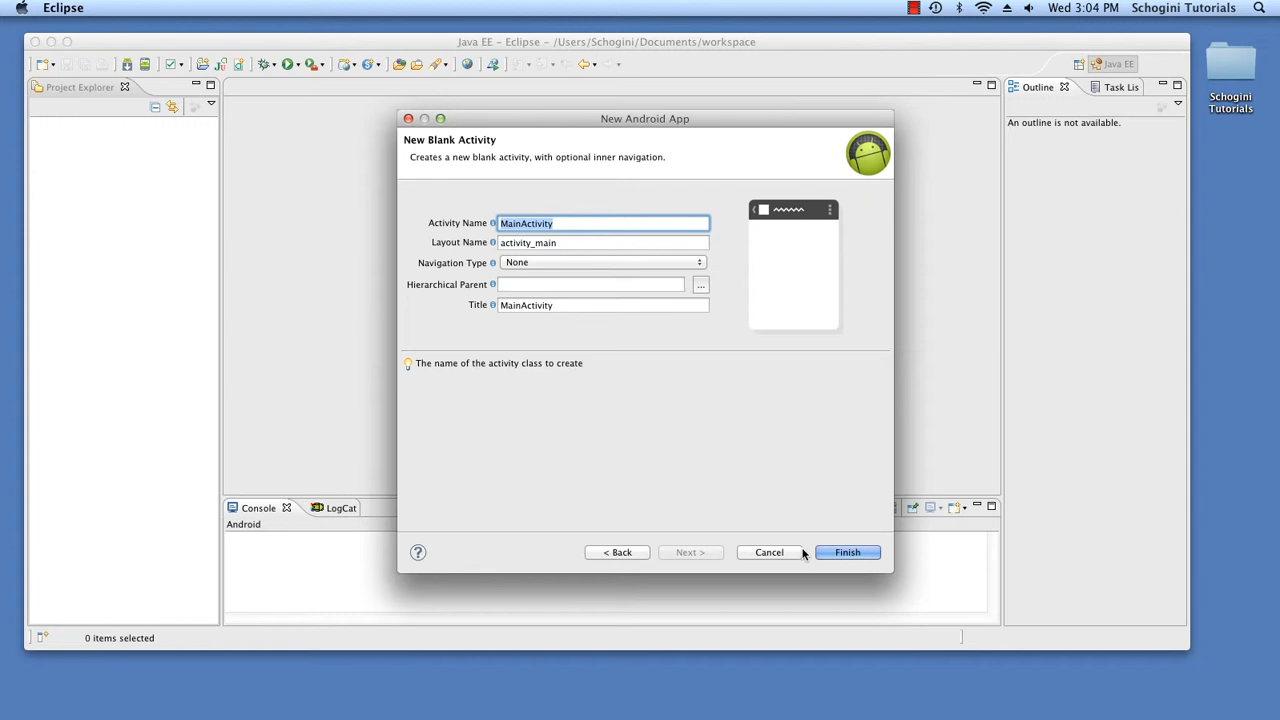 Eclipse
Wed 3:04 PM
Schogini Tutorials
Java EE - Eclipse - /Users/Schogini/Documents/workspace
Java EE
Project Explorer
Outline
Task Lis
An outline is not available.
Schogini
Tutorials
New Android App
New Blank Activity
Creates a new blank activity, with optional inner navigation.
Activity Name
MainActivity
Layout Name
activity_main
Navigation Type
None
Hierarchical Parent
...
Title
MainActivity
The name of the activity class to create
Console
LogCat
Android
?
< Back
Next >
Cancel
Finish
0 items selected